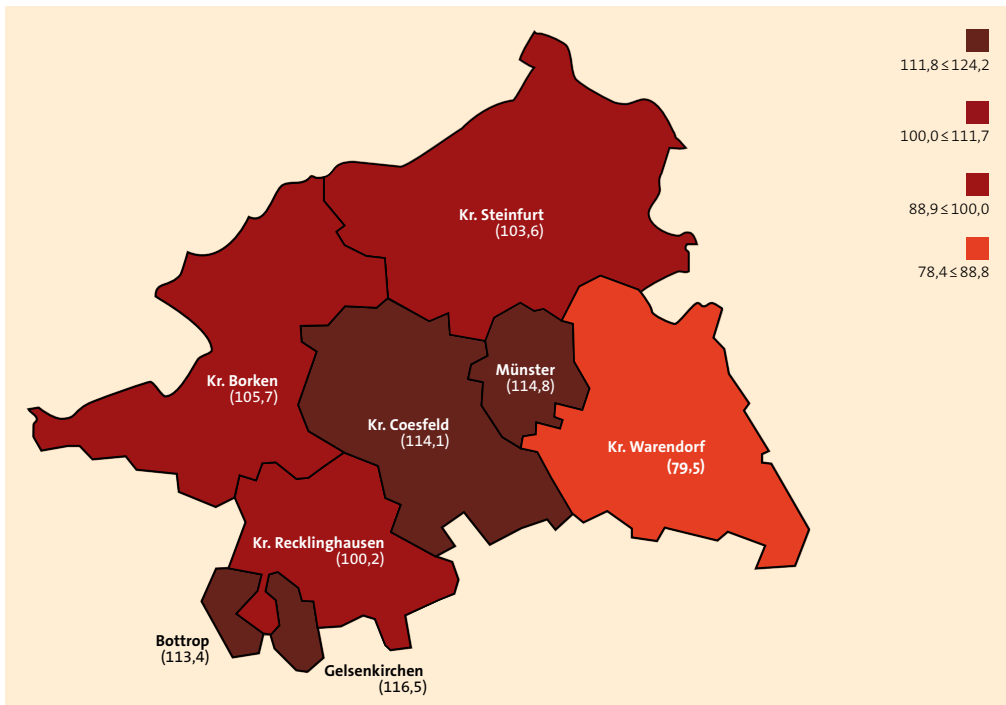 111,8 ≤ 124,2
100,0 ≤ 111,7
88,9 ≤ 100,0
78,4 ≤ 88,8
Kr. Steinfurt
(103,6)
Kr. Borken
(105,7)
Münster
(114,8)
Kr. Coesfeld
(114,1)
Kr. Warendorf
(79,5)
Kr. Recklinghausen
(100,2)
Bottrop
(113,4)
Gelsenkirchen
(116,5)